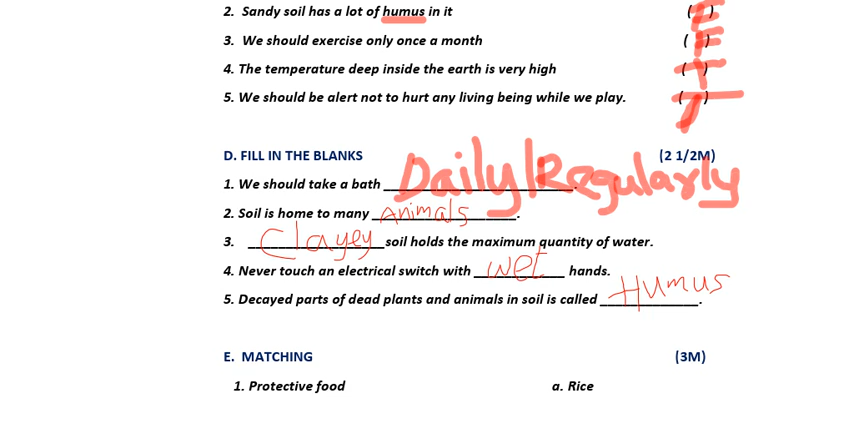 2. Sandy soil has a lot of humus in it (F)
3. We should exercise only once a month (F)
4. The temperature deep inside the earth is very high (T)
5. We should be alert not to hurt any living being while we play. (T)
D. FILL IN THE BLANKS (2 1/2M)
1. We should take a bath Daily/Regularly.
2. Soil is home to many Animals.
3. Clayey soil holds the maximum quantity of water.
4. Never touch an electrical switch with wet hands.
5. Decayed parts of dead plants and animals in soil is called Humus.
E. MATCHING (3M)
1. Protective food a. Rice